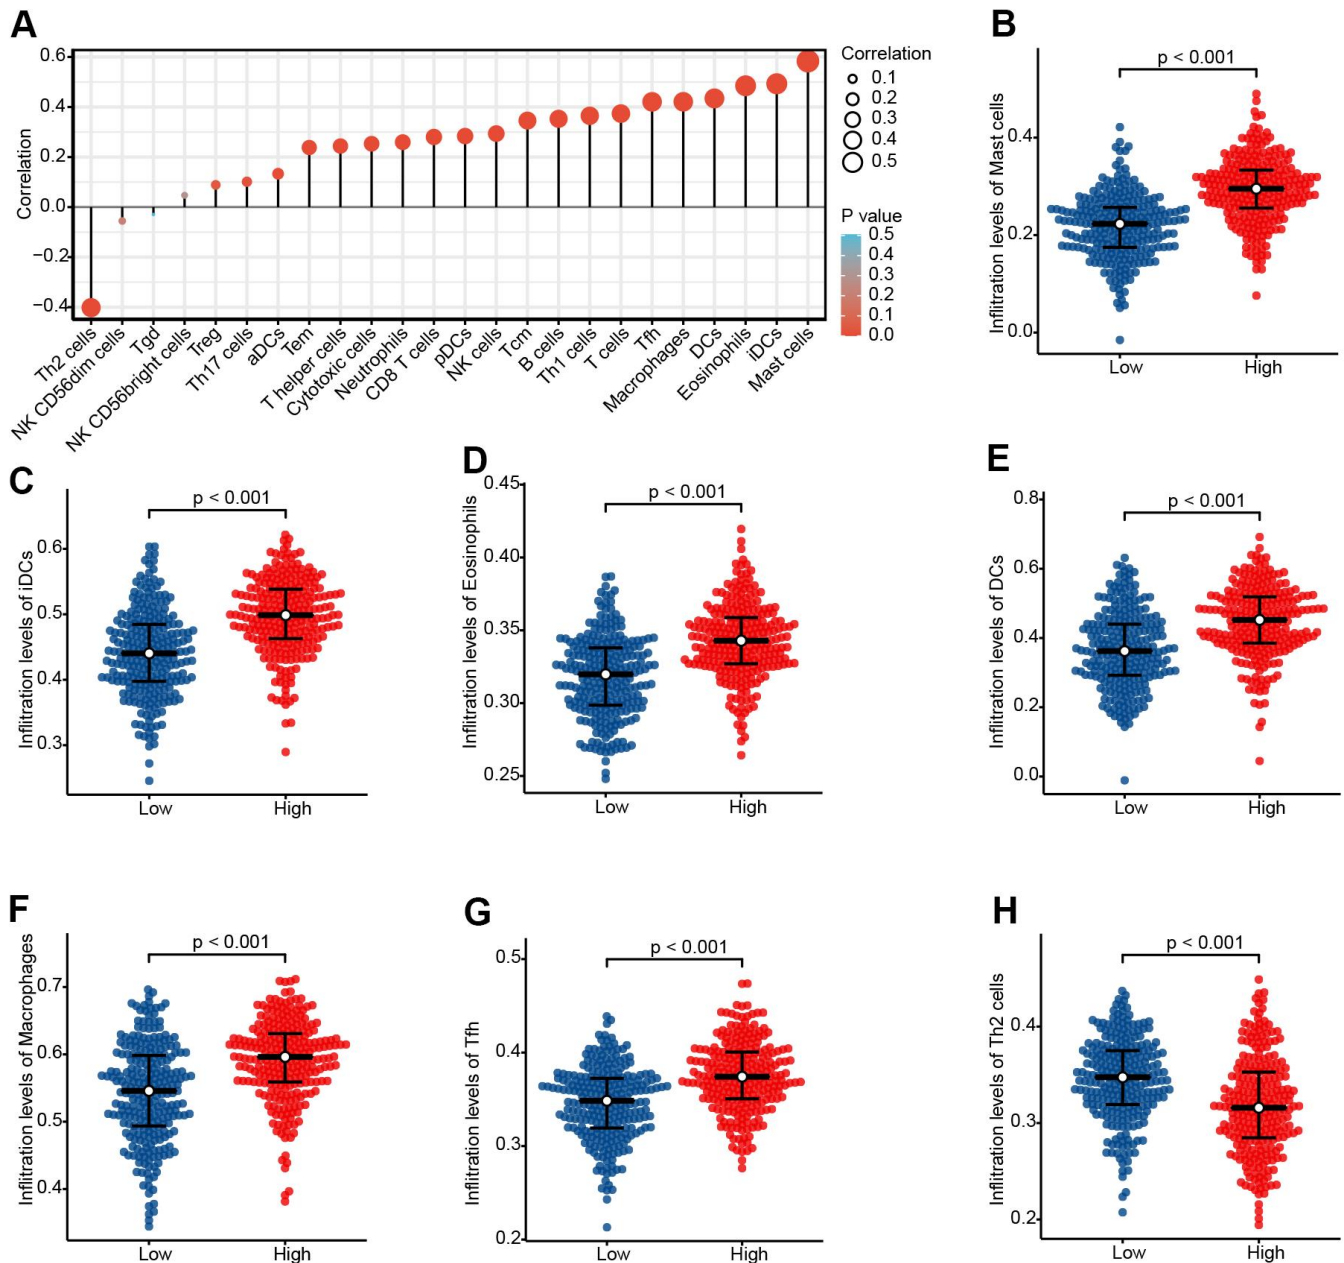 A
Correlation
0.6
0.4
0.2
0.0
−0.2
−0.4
Th2 cells
NK CD56dim cells
Tgd
NK CD56bright cells
Treg
Th17 cells
aDCs
Tem
T helper cells
Cytotoxic cells
Neutrophils
CD8 T cells
pDCs
NK cells
Tcm
B cells
Th1 cells
T cells
Tfh
Macrophages
DCs
Eosinophils
iDCs
Mast cells
Correlation
0.1
0.2
0.3
0.4
0.5
P value
0.5
0.4
0.3
0.2
0.1
0.0
B
p < 0.001
Inflitration levels of Mast cells
0.4
0.2
0.0
Low
High
C
p < 0.001
Inflitration levels of iDCs
0.6
0.5
0.4
0.3
Low
High
D
p < 0.001
Inflitration levels of Eosinophils
0.45
0.40
0.35
0.30
0.25
Low
High
E
p < 0.001
Inflitration levels of DCs
0.8
0.6
0.4
0.2
0.0
Low
High
F
p < 0.001
Inflitration levels of Macrophages
0.7
0.6
0.5
0.4
Low
High
G
p < 0.001
Inflitration levels of Tfh
0.5
0.4
0.3
0.2
Low
High
H
p < 0.001
Inflitration levels of Th2 cells
0.4
0.3
0.2
Low
High